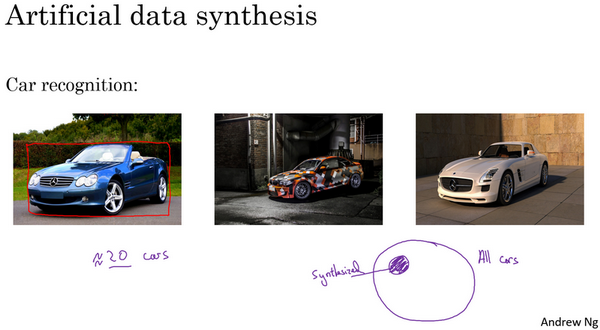 Artificial data synthesis
Car recognition:
≈ 20 cars
Synthesized
All cars
Andrew Ng